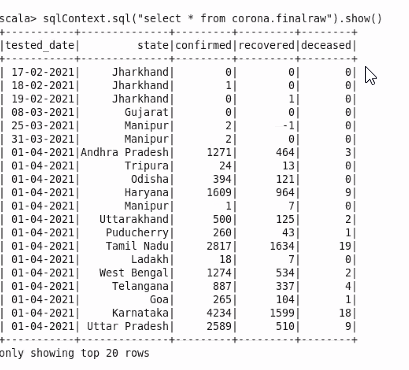 scala> sqlContext.sql("select * from corona.finalraw").show()
+-----------+--------------+---------+---------+--------+
|tested_date|         state|confirmed|recovered|deceased|
+-----------+--------------+---------+---------+--------+
| 17-02-2021|     Jharkhand|        0|        0|       0|
| 18-02-2021|     Jharkhand|        1|        0|       0|
| 19-02-2021|     Jharkhand|        0|        1|       0|
| 08-03-2021|       Gujarat|        0|        0|       0|
| 25-03-2021|       Manipur|        2|       -1|       0|
| 31-03-2021|       Manipur|        2|        0|       0|
| 01-04-2021|Andhra Pradesh|     1271|      464|       3|
| 01-04-2021|       Tripura|       24|       13|       0|
| 01-04-2021|        Odisha|      394|      121|       0|
| 01-04-2021|       Haryana|     1609|      964|       9|
| 01-04-2021|       Manipur|        1|        7|       0|
| 01-04-2021|   Uttarakhand|      500|      125|       2|
| 01-04-2021|    Puducherry|      260|       43|       1|
| 01-04-2021|    Tamil Nadu|     2817|     1634|      19|
| 01-04-2021|        Ladakh|       18|        7|       0|
| 01-04-2021|   West Bengal|     1274|      534|       2|
| 01-04-2021|     Telangana|      887|      337|       4|
| 01-04-2021|           Goa|      265|      104|       1|
| 01-04-2021|     Karnataka|     4234|     1599|      18|
| 01-04-2021| Uttar Pradesh|     2589|      510|       9|
+-----------+--------------+---------+---------+--------+
only showing top 20 rows